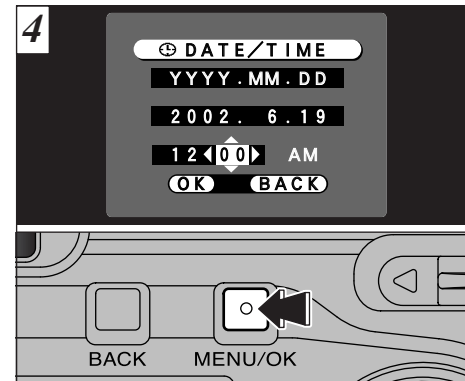 4
DATE/TIME
YYYY.MM.DD
2002. 6.19
12 00 AM
OK BACK
BACK MENU/OK